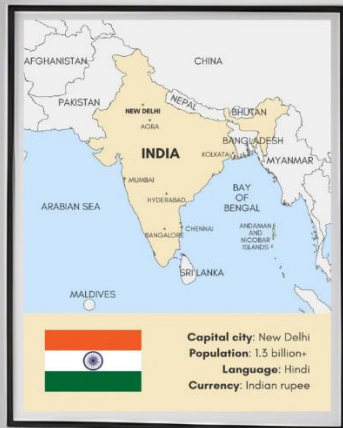 AFGHANISTAN
CHINA
PAKISTAN
NEPAL
NEW DELHI
BHUTAN
AGRA
BANGLADESH
INDIA
KOLKATA
MYANMAR
MUMBAI
BAY
OF
BENGAL
HYDERABAD
ARABIAN SEA
CHENNAI
BANGALORE
ANDAMAN
AND
NICOBAR
ISLANDS
SRI LANKA
MALDIVES
Capital city: New Delhi
Population: 1.3 billion+
Language: Hindi
Currency: Indian rupee